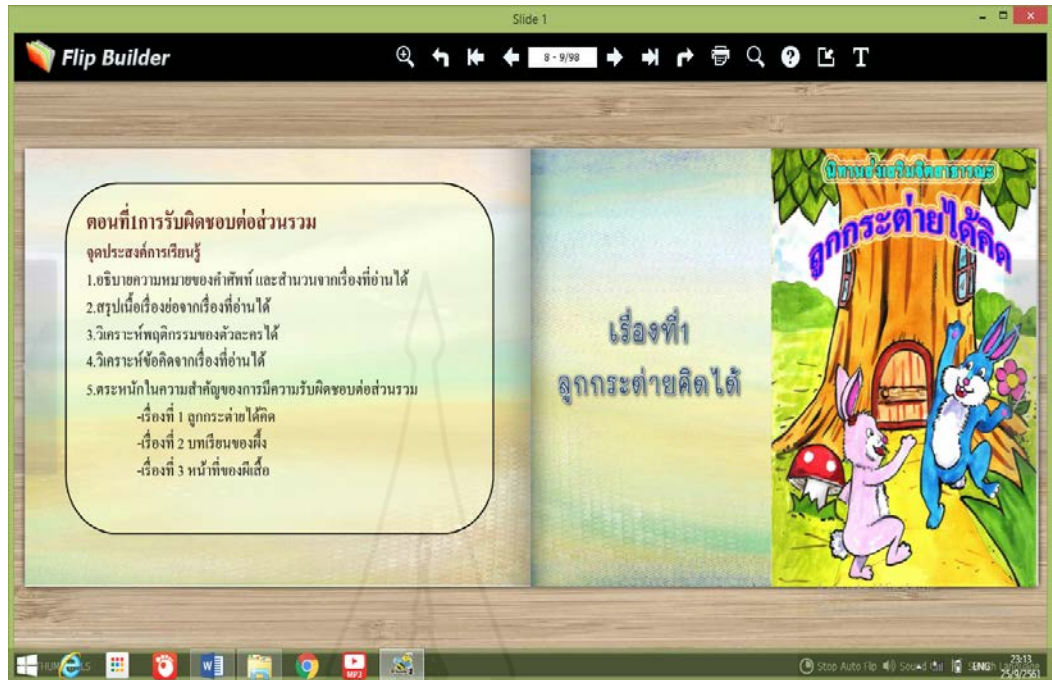 Slide 1
Flip Builder
8 - 9/98
T
ตอนที่1การรับผิดชอบต่อส่วนรวม
จุดประสงค์การเรียนรู้
1.อธิบายความหมายของคำศัพท์ และสำนวนจากเรื่องที่อ่านได้
2.สรุปเนื้อเรื่องย่อจากเรื่องที่อ่านได้
3.วิเคราะห์พฤติกรรมของตัวละครได้
4.วิเคราะห์ข้อคิดจากเรื่องที่อ่านได้
5.ตระหนักในความสำคัญของการมีความรับผิดชอบต่อส่วนรวม
-เรื่องที่ 1 ลูกกระต่ายได้คิด
-เรื่องที่ 2 บทเรียนของผึ้ง
-เรื่องที่ 3 หน้าที่ของผีเสื้อ
เรื่องที่1
ลูกกระต่ายคิดได้
นิทานส่งเสริมจิตสาธารณะ
ลูกกระต่ายได้คิด
MP3
Stop Auto Flip
ENG
23:13
25/9/2561